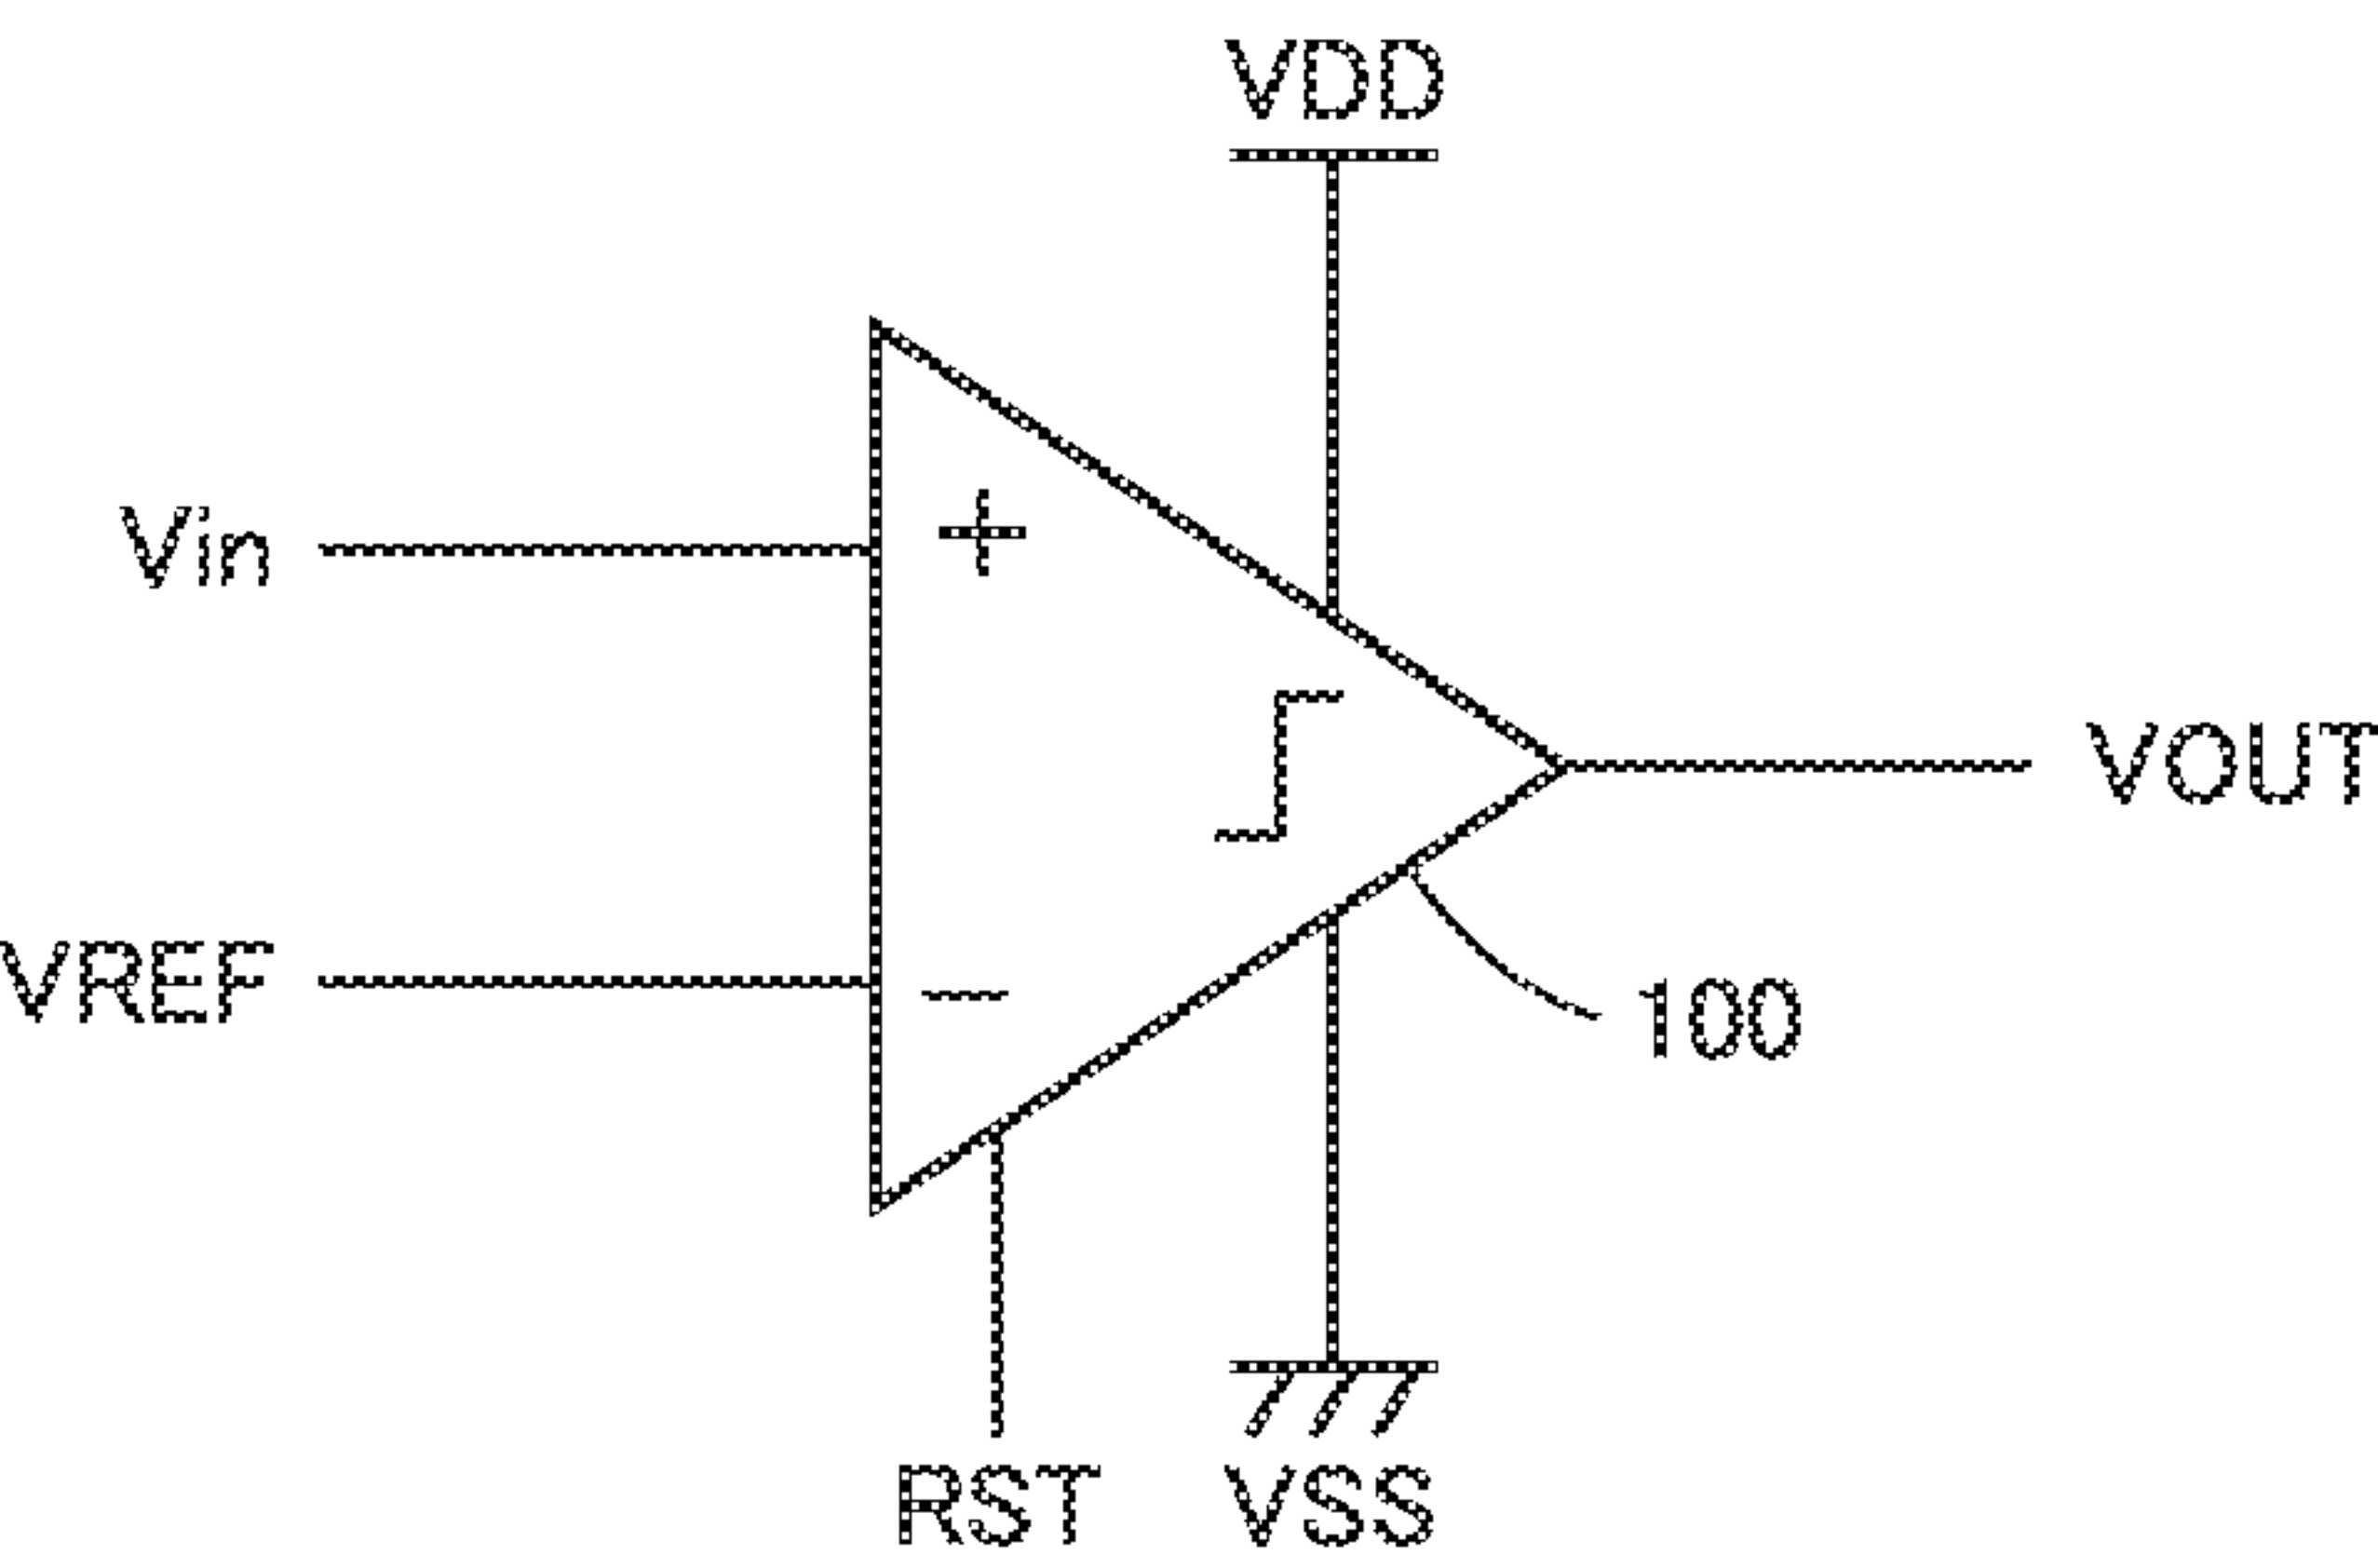 VDD
Vin
+
VOUT
VREF
−
100
RST
VSS